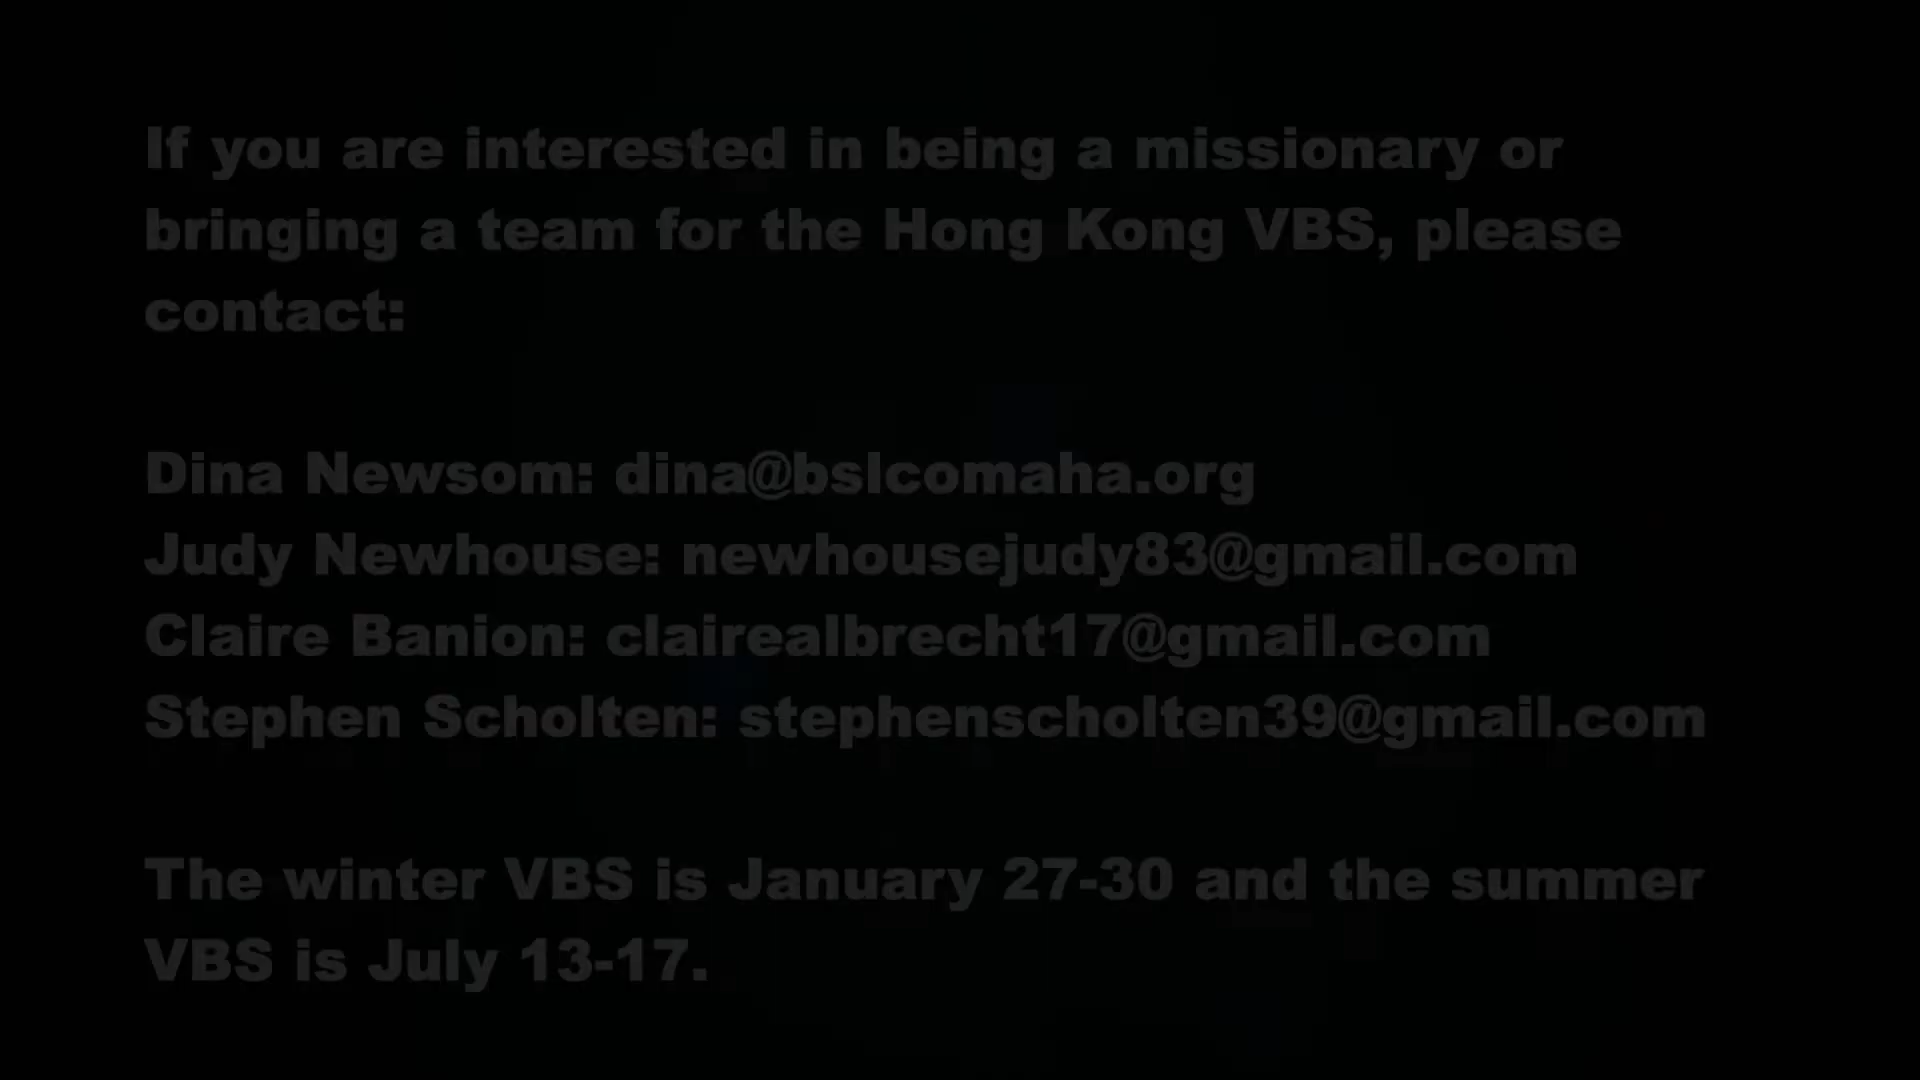 If you are interested in being a missionary or
bringing a team for the Hong Kong VBS, please
contact:
Dina Newsom: dina@bslcomaha.org
Judy Newhouse: newhousejudy83@gmail.com
Claire Banion: clairealbrecht17@gmail.com
Stephen Scholten: stephenscholten39@gmail.com
The winter VBS is January 27-30 and the summer
VBS is July 13-17.